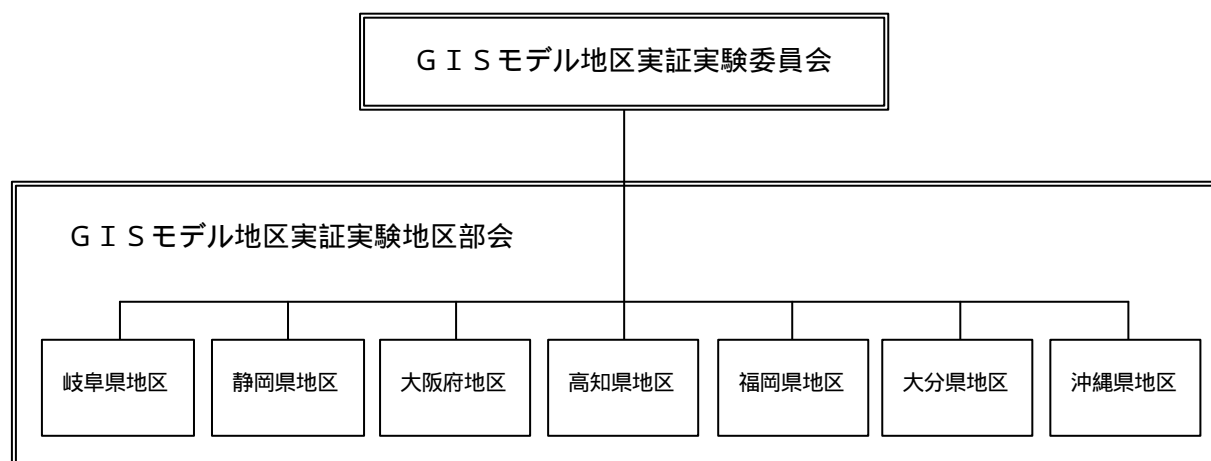 ＧＩＳモデル地区実証実験委員会
ＧＩＳモデル地区実証実験地区部会
岐阜県地区
静岡県地区
大阪府地区
高知県地区
福岡県地区
大分県地区
沖縄県地区